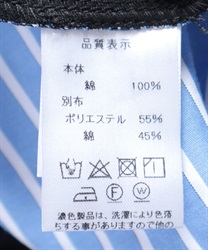 品質表示
本体
綿 100%
別布
ポリエステル 55%
綿 45%
濃色製品は、洗濯により色落
ちする事がありますので他の